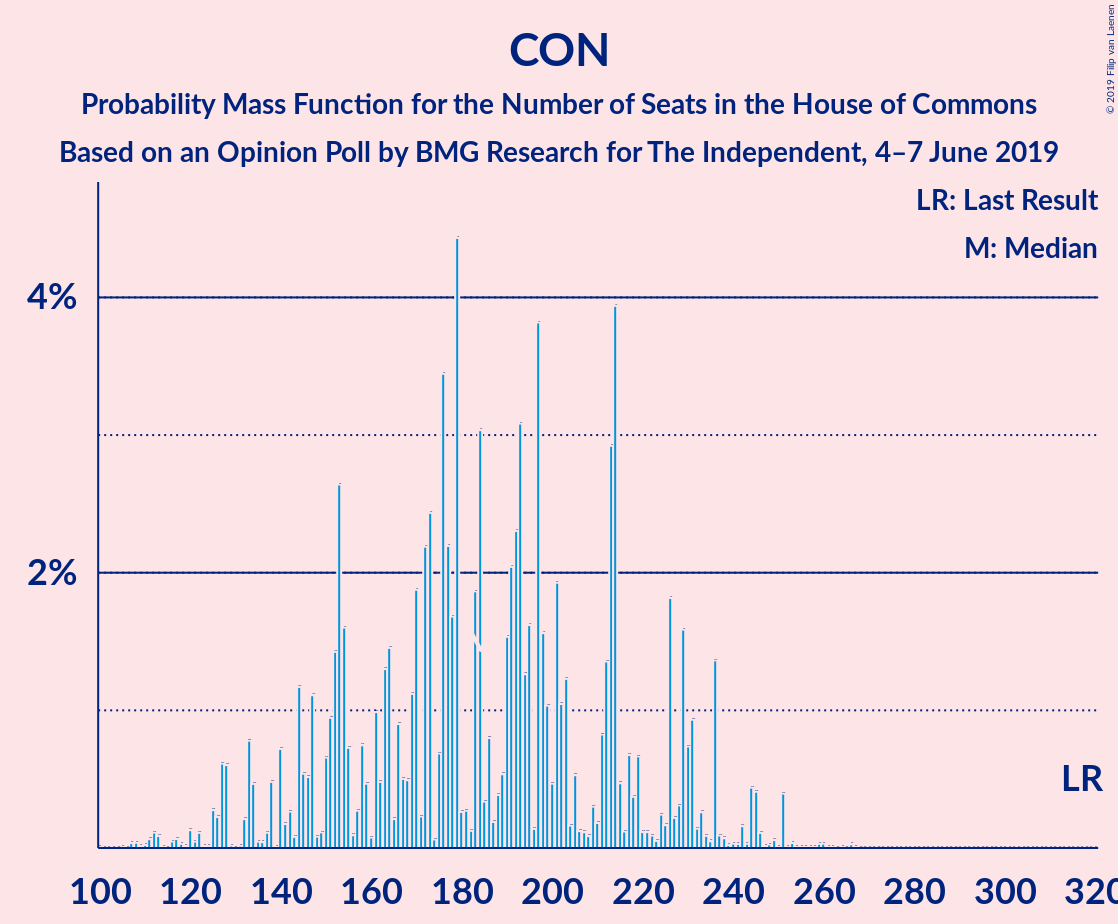 CON
Probability Mass Function for the Number of Seats in the House of Commons
Based on an Opinion Poll by BMG Research for The Independent, 4–7 June 2019
© 2019 Filip van Laenen
LR: Last Result
M: Median
4%
2%
LR
100 120 140 160 180 200 220 240 260 280 300 320